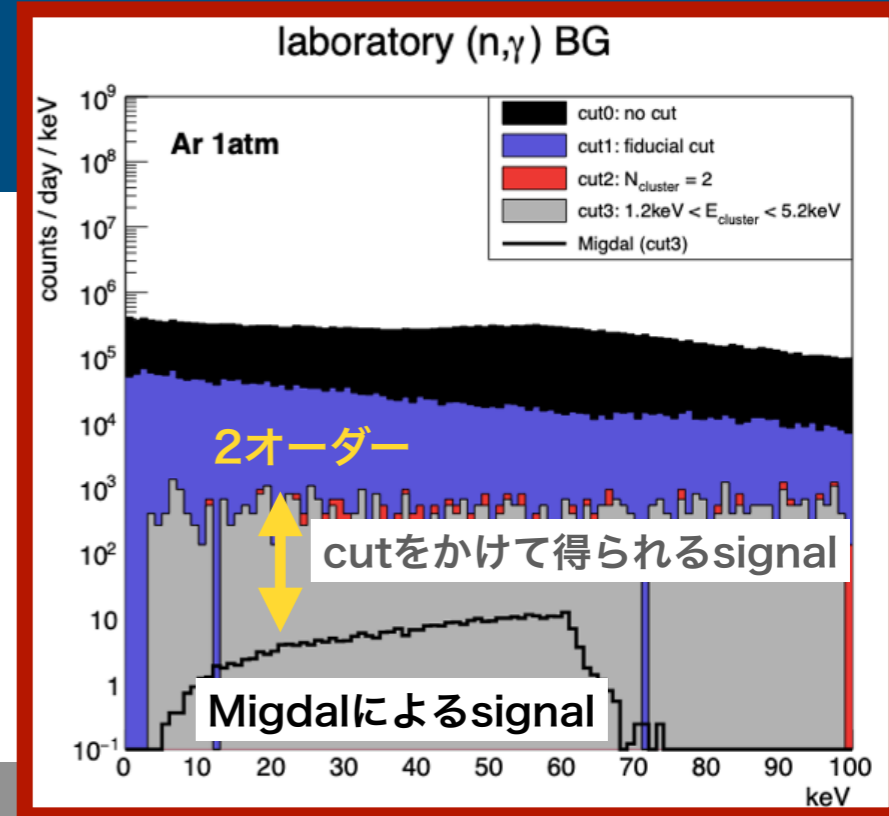 laboratory (n,γ) BG
counts / day / keV
10⁹
10⁸
10⁷
10⁶
10⁵
10⁴
10³
10²
10
1
10⁻¹
Ar 1atm
cut0: no cut
cut1: fiducial cut
cut2: N_cluster = 2
cut3: 1.2keV < E_cluster < 5.2keV
Migdal (cut3)
2オーダー
cutをかけて得られるsignal
Migdalによるsignal
0 10 20 30 40 50 60 70 80 90 100
keV